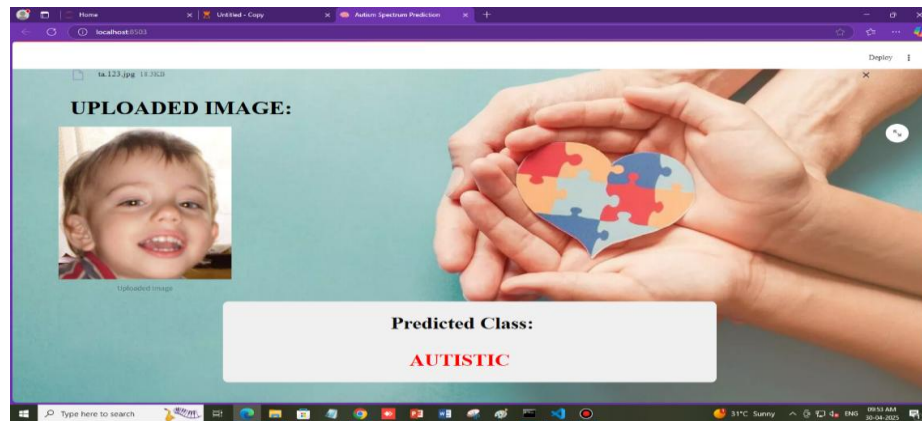 Home
Untitled - Copy
Autism Spectrum Prediction
localhost:8503
Deploy
ta.123.jpg 18.7KB
UPLOADED IMAGE:
Uploaded image
Predicted Class:
AUTISTIC
Type here to search
31°C Sunny
ENG
09:53 AM
30-04-2025